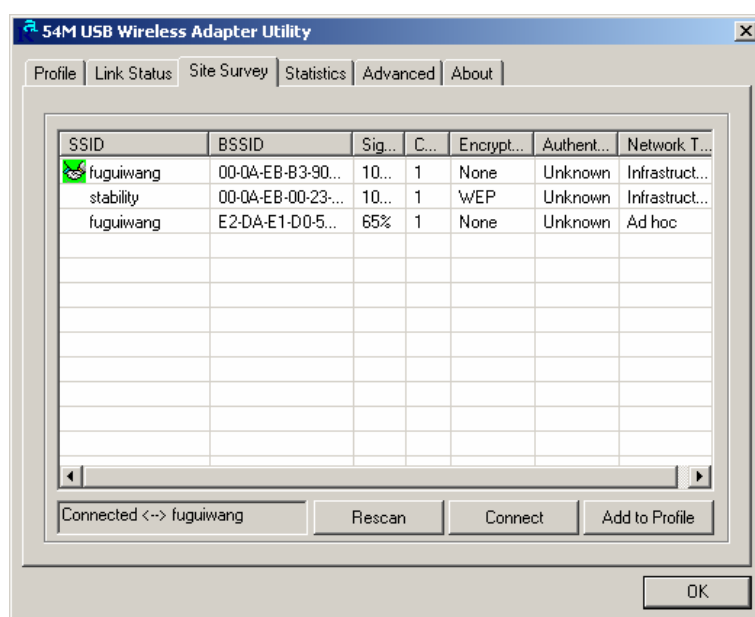 54M USB Wireless Adapter Utility
Profile Link Status Site Survey Statistics Advanced About
SSID BSSID Sig... C... Encrypt... Authent... Network T...
fuguiwang 00-0A-EB-B3-90... 10... 1 None Unknown Infrastruct...
stability 00-0A-EB-00-23-... 10... 1 WEP Unknown Infrastruct...
fuguiwang E2-DA-E1-D0-5... 65% 1 None Unknown Ad hoc
Connected <--> fuguiwang Rescan Connect Add to Profile
OK